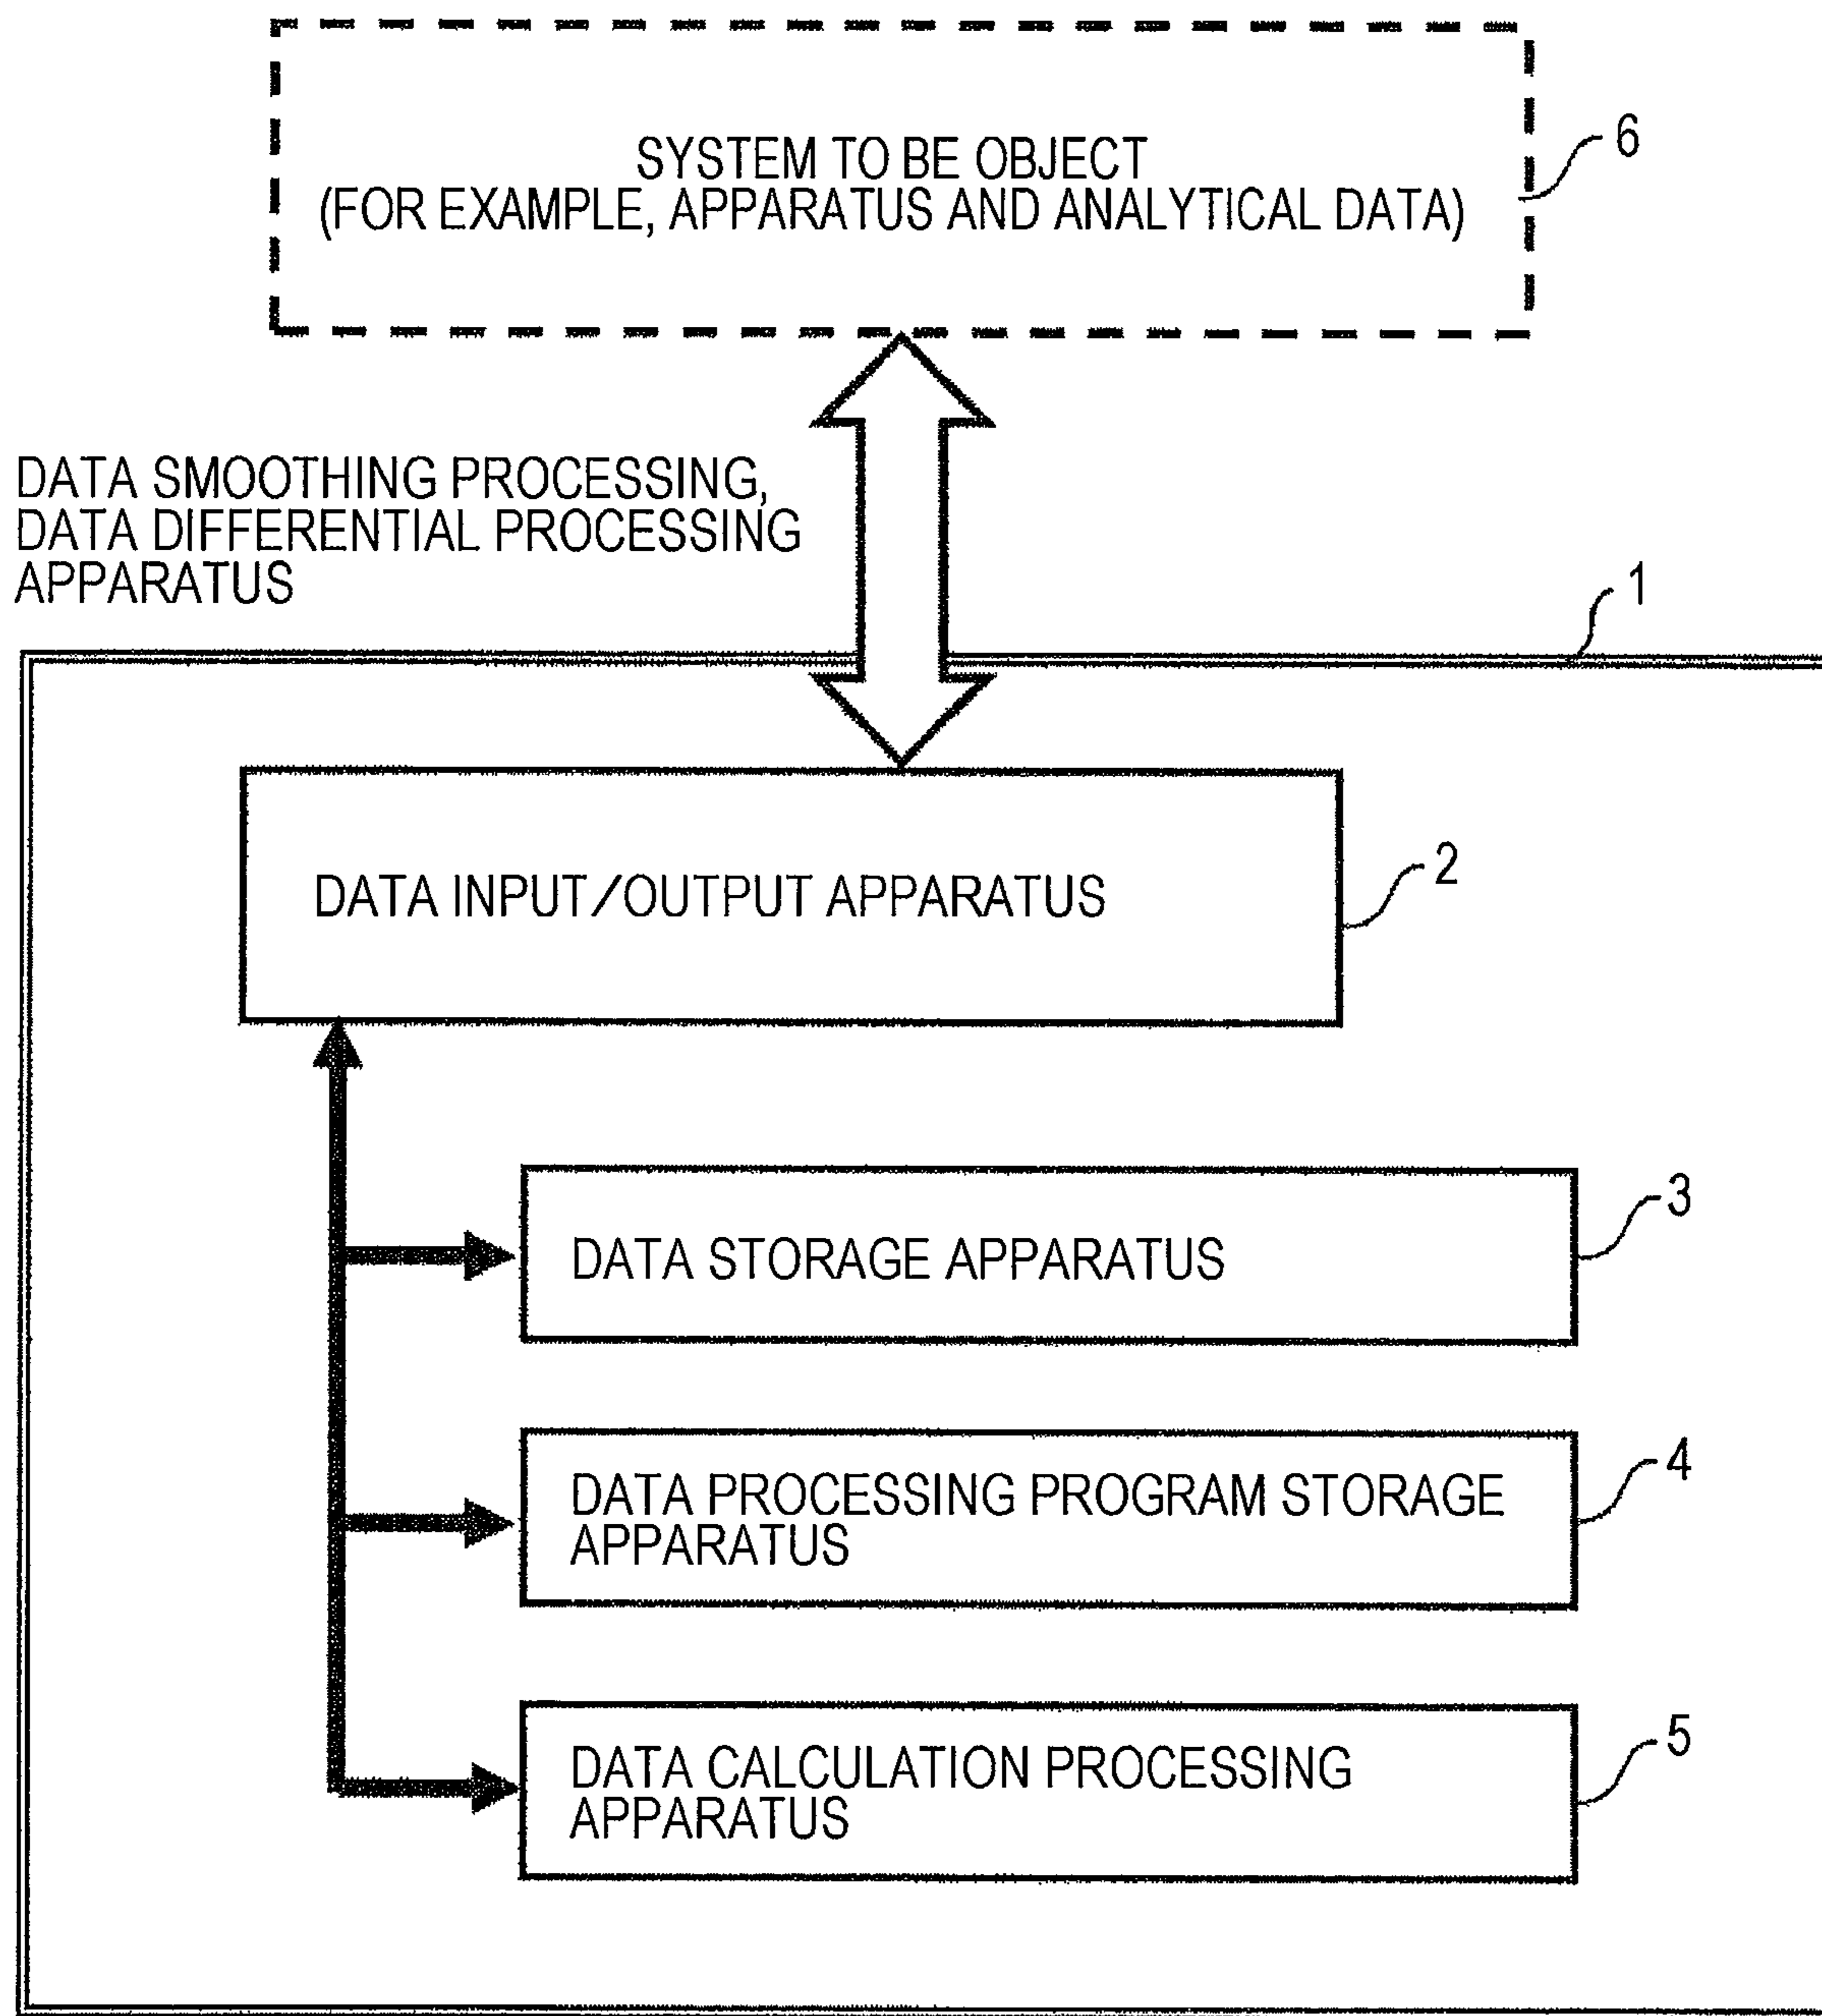 SYSTEM TO BE OBJECT
(FOR EXAMPLE, APPARATUS AND ANALYTICAL DATA)
6
DATA SMOOTHING PROCESSING,
DATA DIFFERENTIAL PROCESSING
APPARATUS
1
DATA INPUT/OUTPUT APPARATUS
2
DATA STORAGE APPARATUS
3
DATA PROCESSING PROGRAM STORAGE
APPARATUS
4
DATA CALCULATION PROCESSING
APPARATUS
5